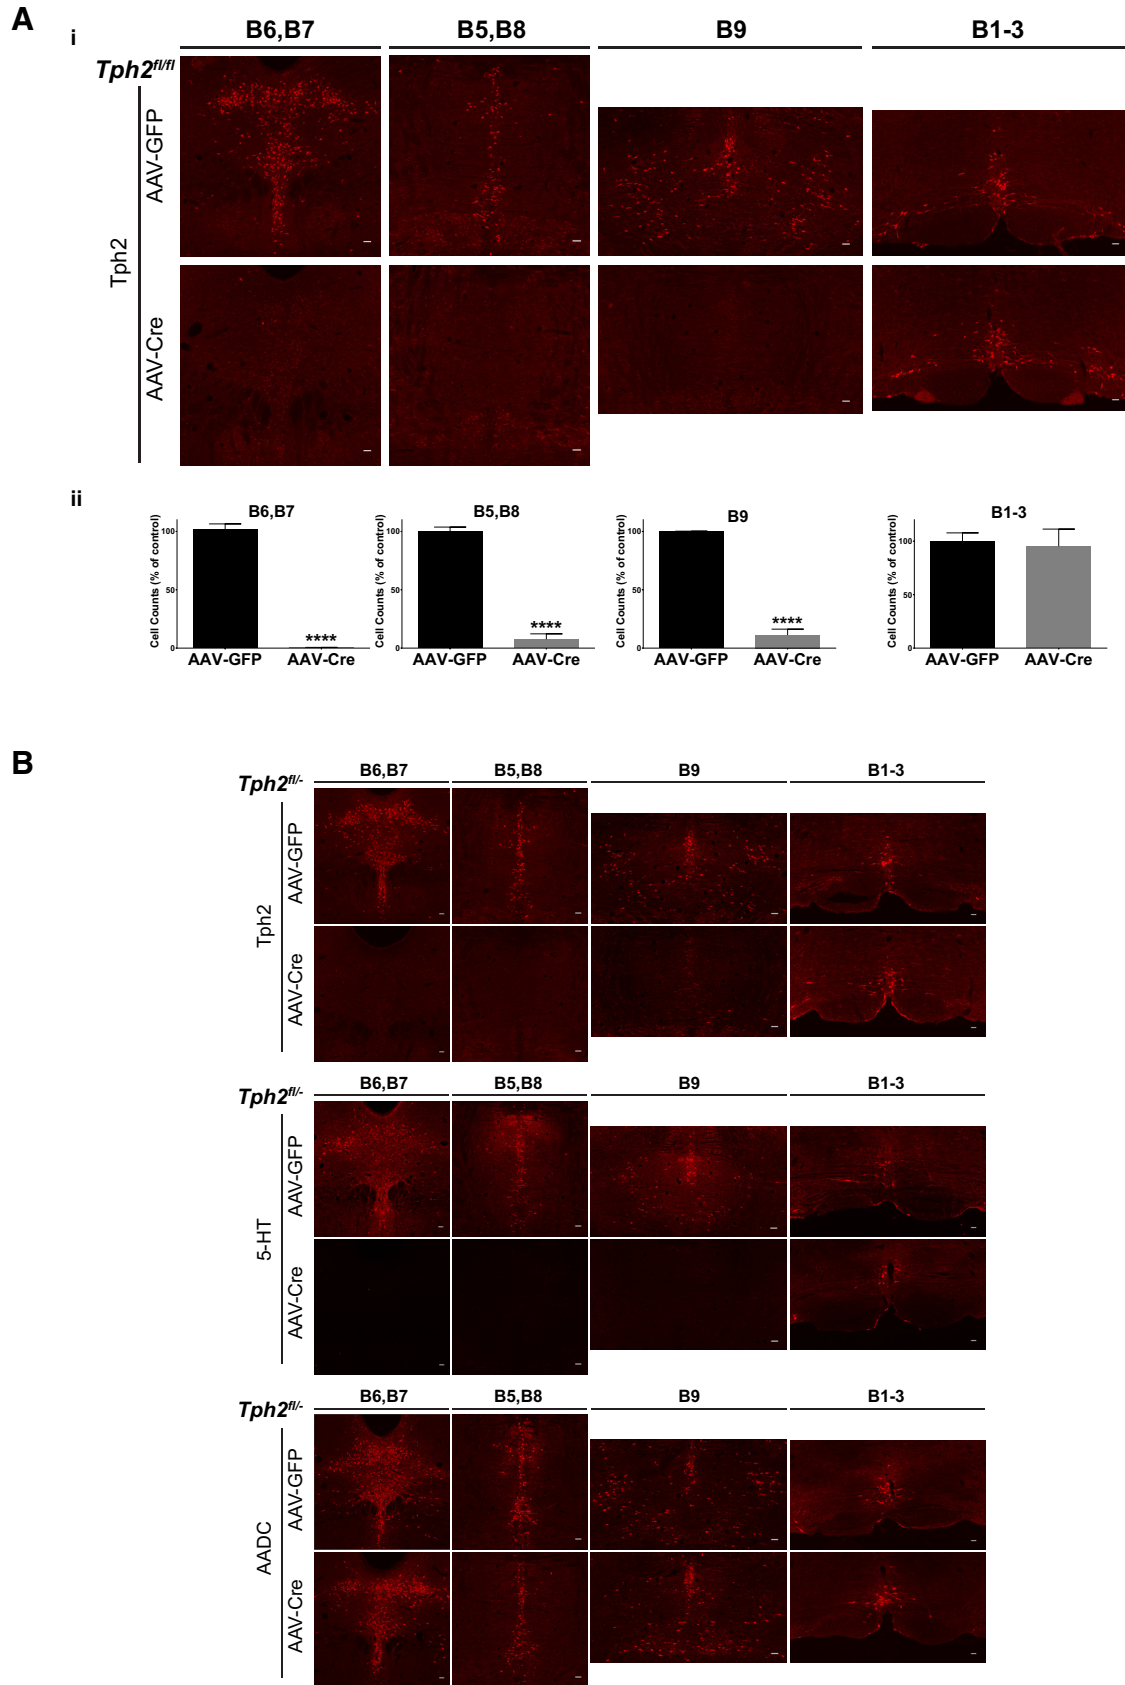 A
i
B6,B7 B5,B8 B9 B1-3
Tph2fl/fl
Tph2
AAV-GFP
AAV-Cre
ii
B6,B7
Cell Counts (% of control)
100
50
0
****
AAV-GFP AAV-Cre
B5,B8
Cell Counts (% of control)
100
50
0
****
AAV-GFP AAV-Cre
B9
Cell Counts (% of control)
100
50
0
****
AAV-GFP AAV-Cre
B1-3
Cell Counts (% of control)
100
50
0
AAV-GFP AAV-Cre
B
B6,B7 B5,B8 B9 B1-3
Tph2fl/-
Tph2
AAV-GFP
AAV-Cre
B6,B7 B5,B8 B9 B1-3
Tph2fl/-
5-HT
AAV-GFP
AAV-Cre
B6,B7 B5,B8 B9 B1-3
Tph2fl/-
AADC
AAV-GFP
AAV-Cre